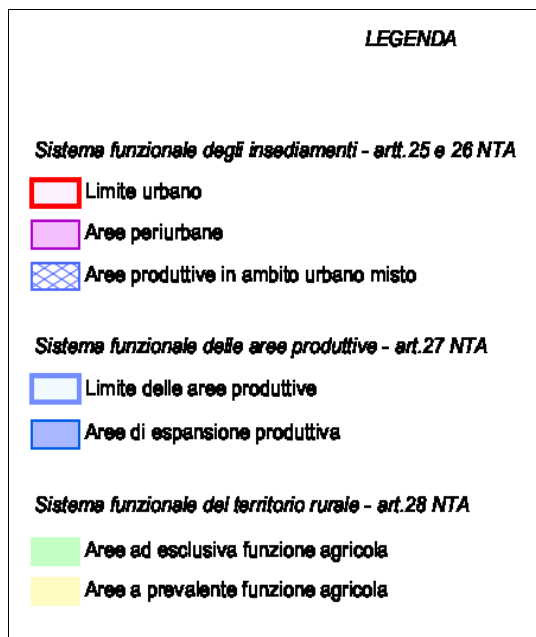 LEGENDA
Sistema funzionale degli insediamenti - artt.25 e 26 NTA
Limite urbano
Aree periurbane
Aree produttive in ambito urbano misto
Sistema funzionale delle aree produttive - art.27 NTA
Limite delle aree produttive
Aree di espansione produttiva
Sistema funzionale del territorio rurale - art.28 NTA
Aree ad esclusiva funzione agricola
Aree a prevalente funzione agricola